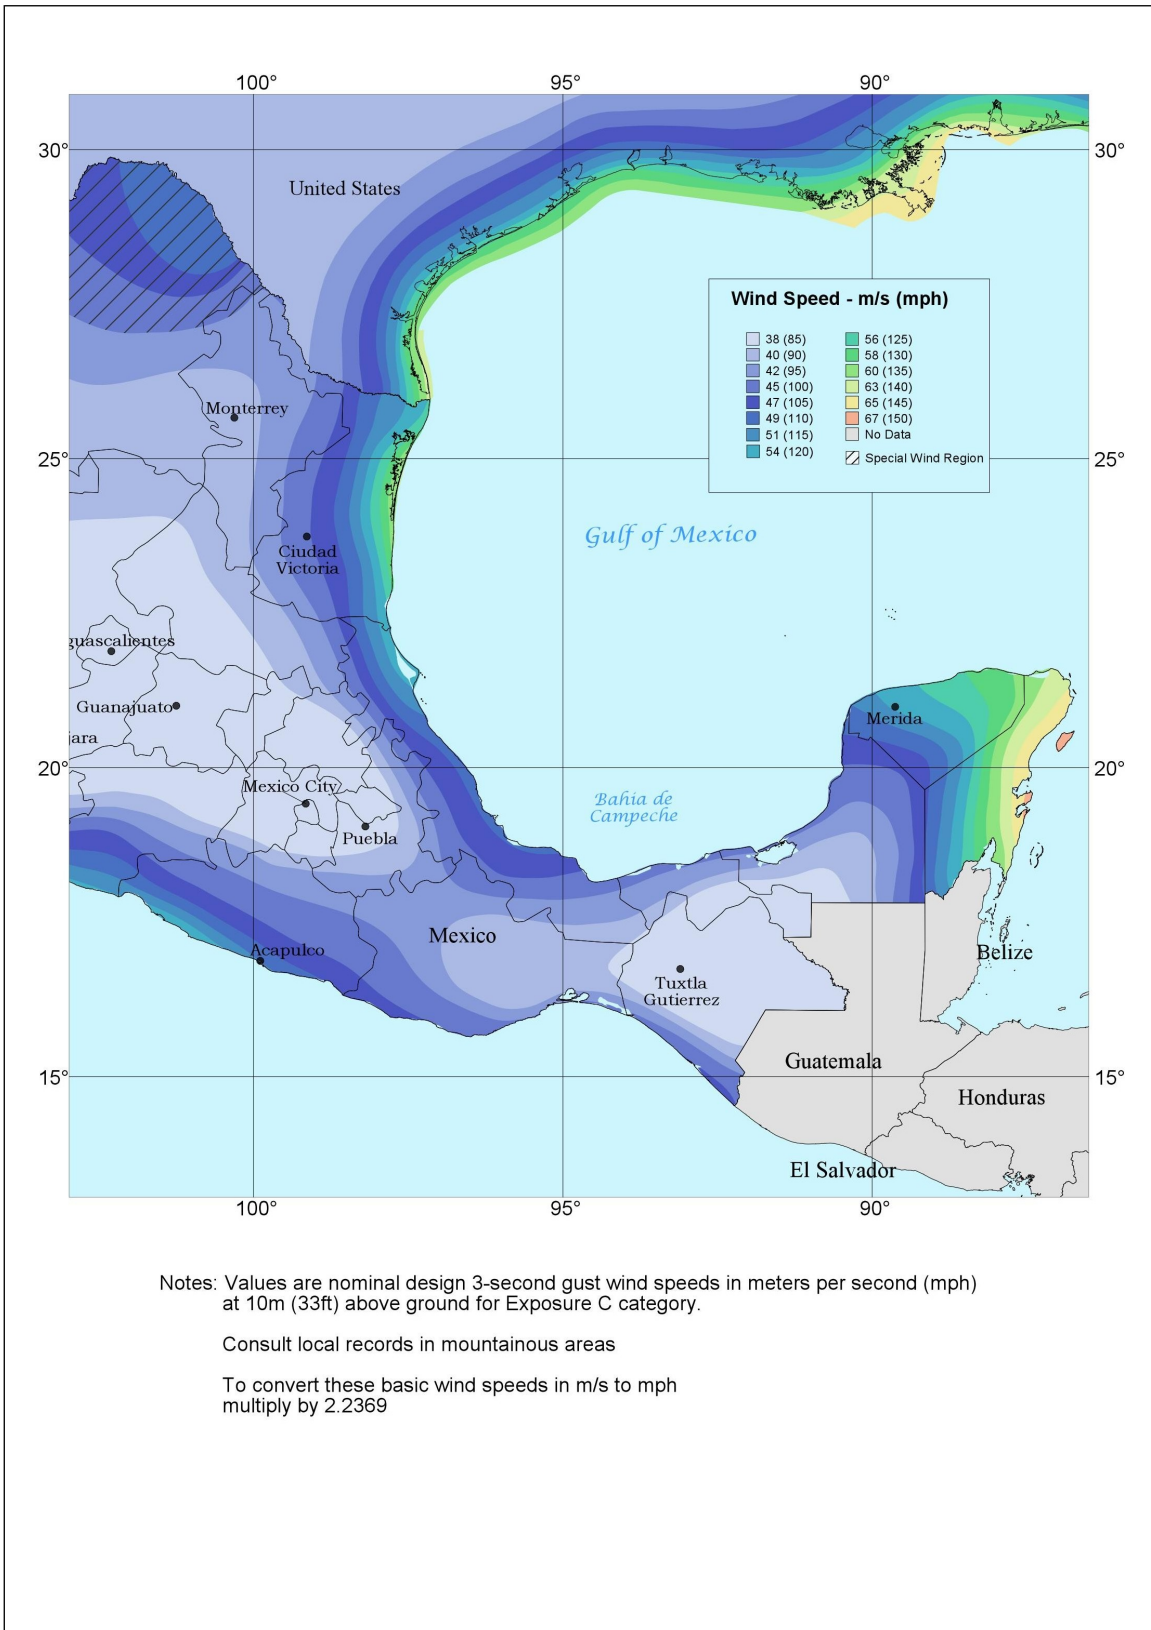 100°
95°
90°
30°
30°
United States
Wind Speed - m/s (mph)
38 (85)
40 (90)
42 (95)
45 (100)
47 (105)
49 (110)
51 (115)
54 (120)
56 (125)
58 (130)
60 (135)
63 (140)
65 (145)
67 (150)
No Data
Special Wind Region
Monterrey
25°
25°
Gulf of Mexico
Ciudad
Victoria
guascalientes
Guanajuato
Merida
jara
20°
20°
Mexico City
Bahia de
Campeche
Puebla
Mexico
Acapulco
Belize
Tuxtla
Gutierrez
Guatemala
15°
15°
Honduras
El Salvador
100°
95°
90°
Notes: Values are nominal design 3-second gust wind speeds in meters per second (mph)
at 10m (33ft) above ground for Exposure C category.
Consult local records in mountainous areas
To convert these basic wind speeds in m/s to mph
multiply by 2.2369